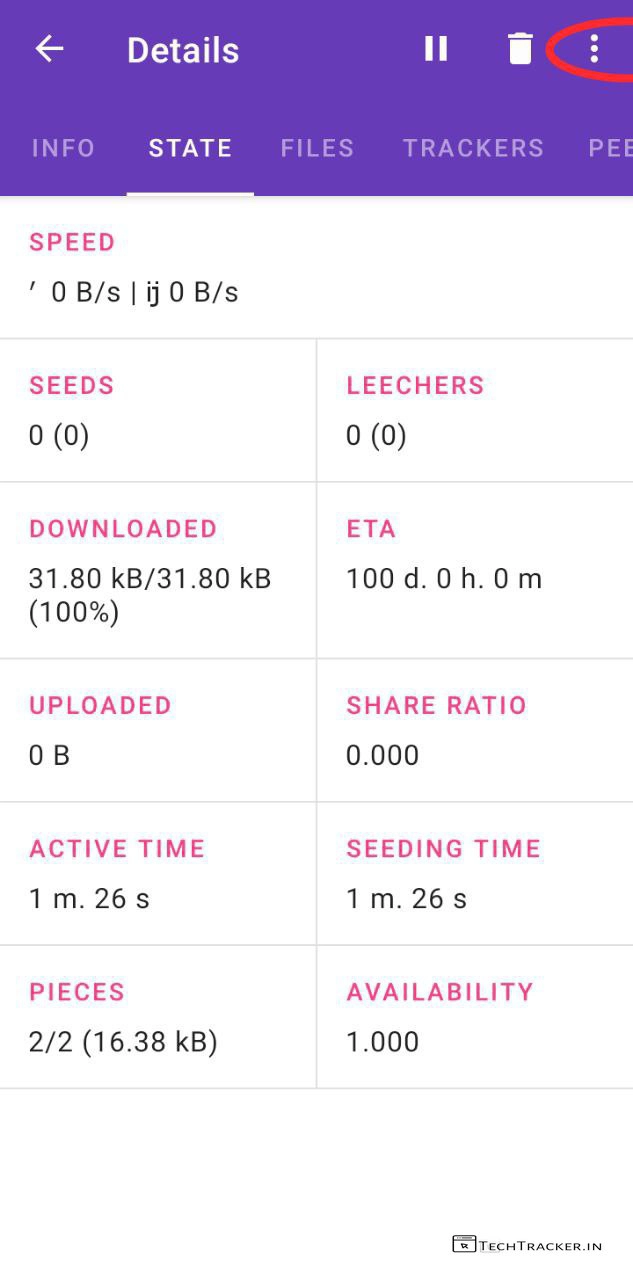 Details
INFO STATE FILES TRACKERS PEE
SPEED
′ 0 B/s | ĳ 0 B/s
SEEDS LEECHERS
0 (0) 0 (0)
DOWNLOADED ETA
31.80 kB/31.80 kB 100 d. 0 h. 0 m
(100%)
UPLOADED SHARE RATIO
0 B 0.000
ACTIVE TIME SEEDING TIME
1 m. 26 s 1 m. 26 s
PIECES AVAILABILITY
2/2 (16.38 kB) 1.000
TECHTRACKER.IN